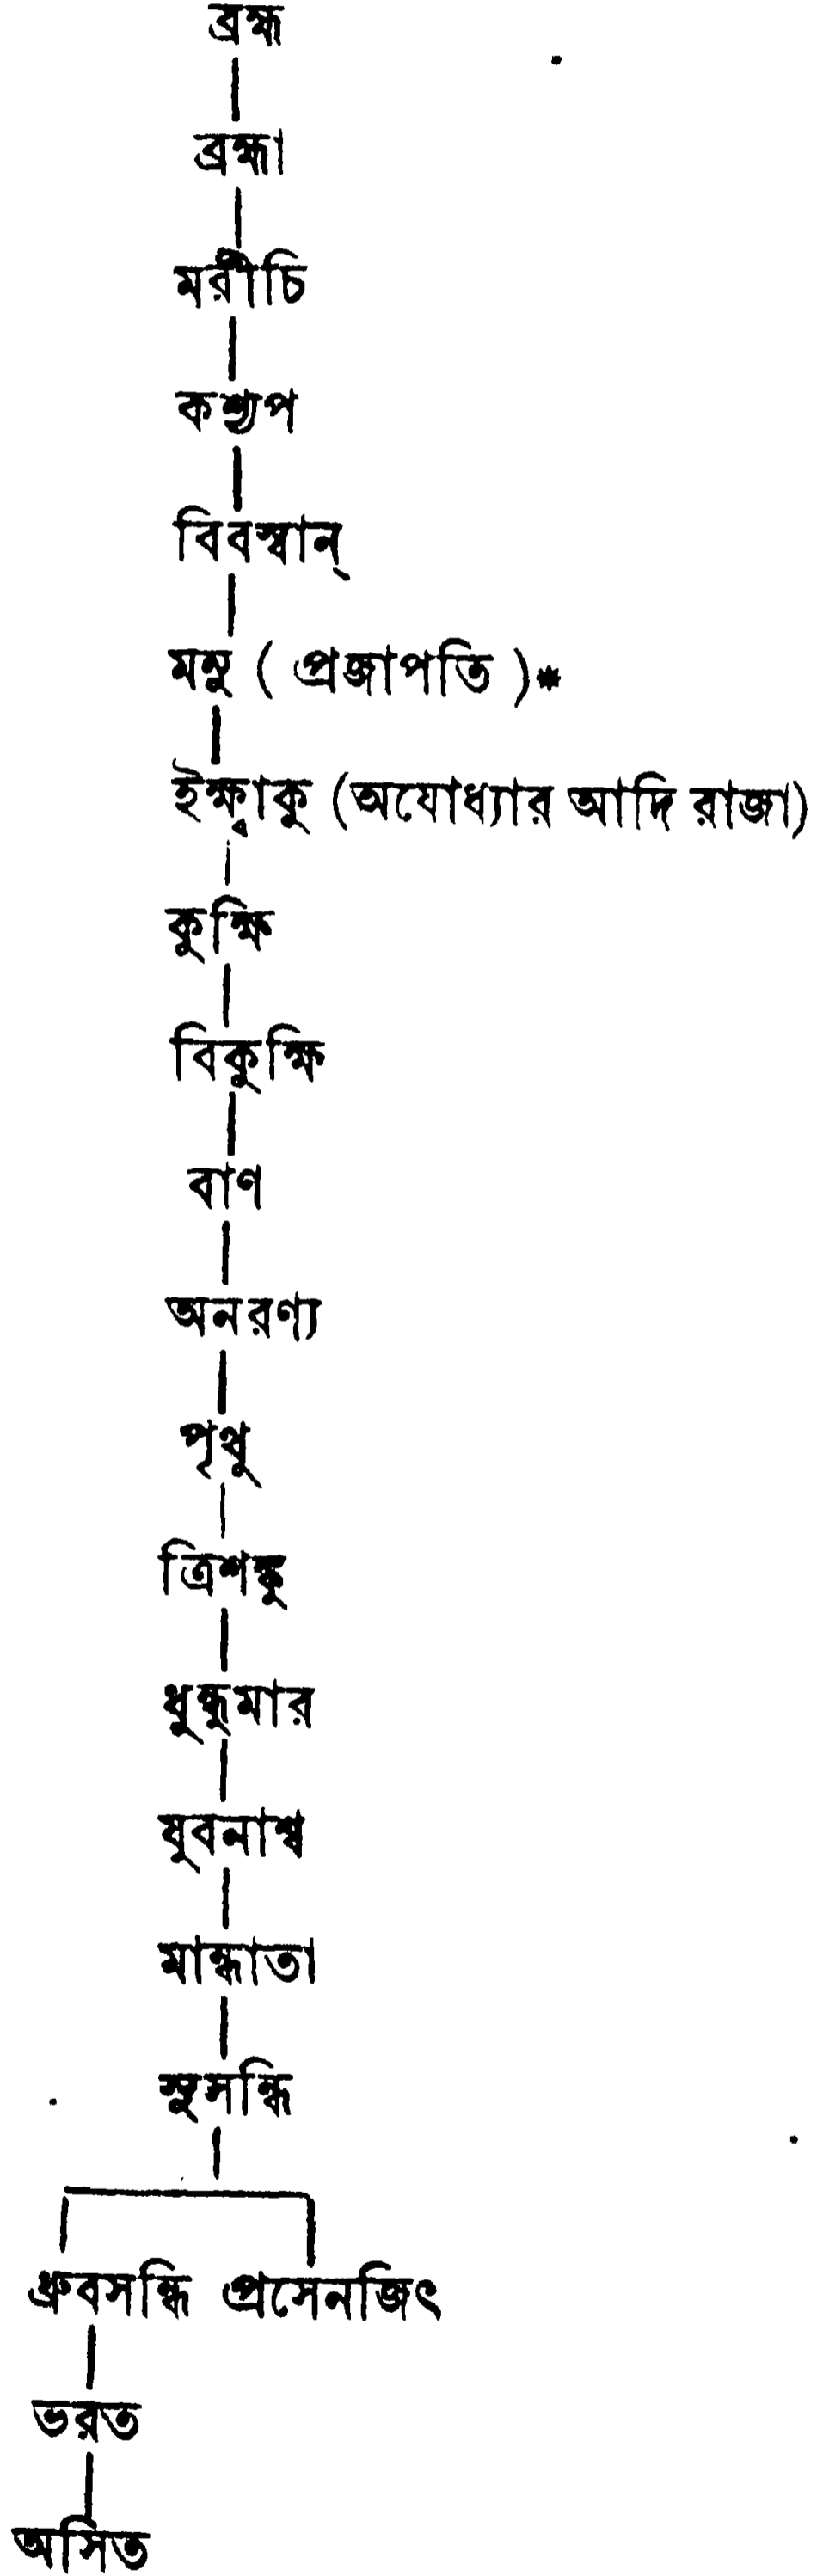 ব্রহ্ম
ব্রহ্মা
মরীচি
কশ্যপ
বিবস্বান্
মনু ( প্রজাপতি )*
ইক্ষ্বাকু (অযোধ্যার আদি রাজা)
কুক্ষি
বিকুক্ষি
বাণ
অনরণ্য
পৃথু
ত্রিশঙ্কু
ধুন্ধুমার
যুবনাশ্ব
মান্ধাতা
সুসন্ধি
ধ্রুবসন্ধি প্রসেনজিৎ
ভরত
অসিত